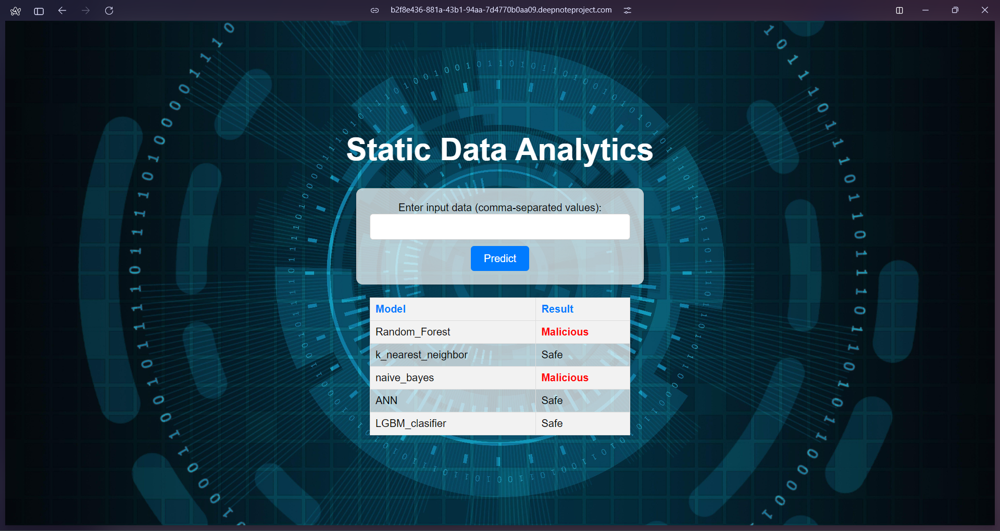 b2f8e436-881a-43b1-94aa-7d4770b0aa09.deepnoteproject.com
Static Data Analytics
Enter input data (comma-separated values):
Predict
Model Result
Random_Forest Malicious
k_nearest_neighbor Safe
naive_bayes Malicious
ANN Safe
LGBM_clasifier Safe